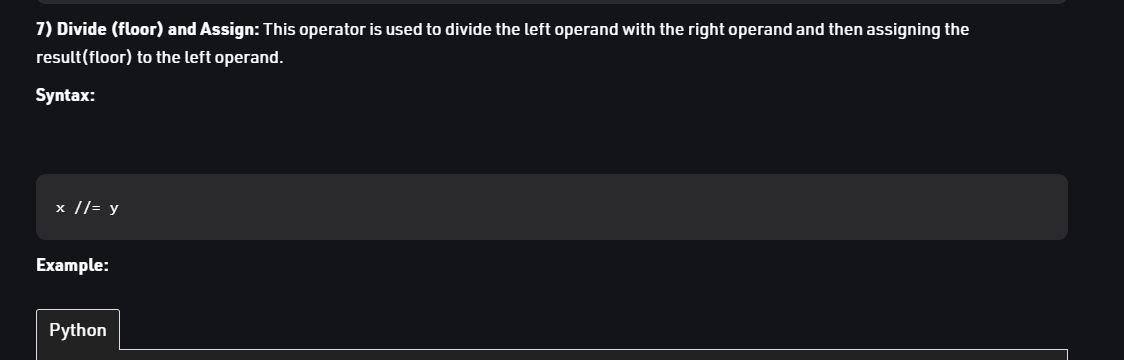 7) Divide (floor) and Assign: This operator is used to divide the left operand with the right operand and then assigning the
result(floor) to the left operand.
Syntax:
x //= y
Example:
Python